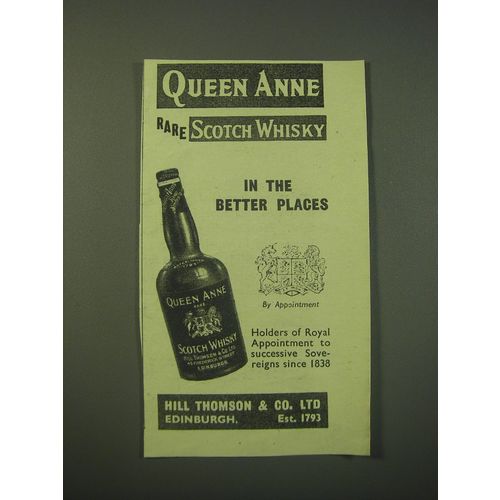 QUEEN ANNE
RARE SCOTCH WHISKY
IN THE
BETTER PLACES
QUEEN ANNE
RARE
SCOTCH WHISKY
HILL THOMSON & CO. LTD
EDINBURGH
By Appointment
Holders of Royal
Appointment to
successive Sove-
reigns since 1838
HILL THOMSON & CO. LTD
EDINBURGH. Est. 1793